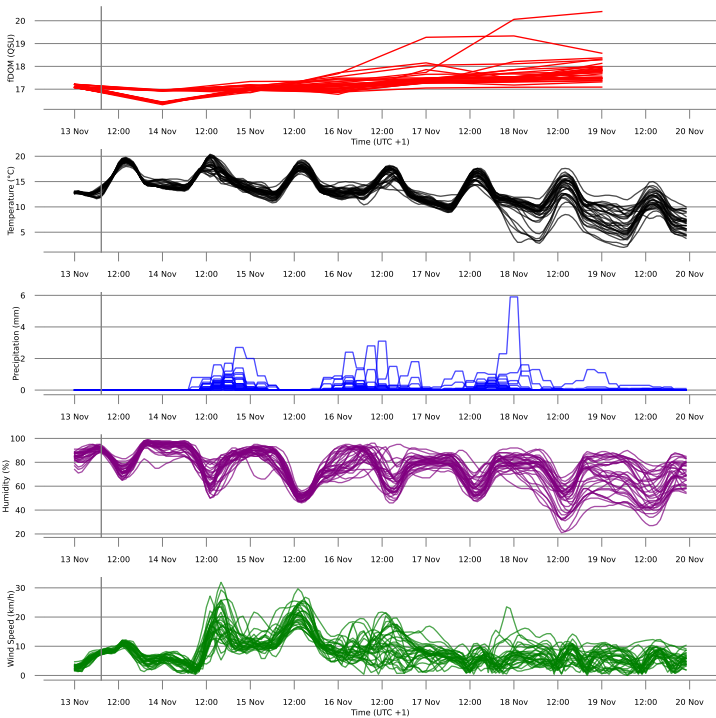 fDOM (QSU)
20
19
18
17
13 Nov 12:00 14 Nov 12:00 15 Nov 12:00 16 Nov 12:00 17 Nov 12:00 18 Nov 12:00 19 Nov 12:00 20 Nov
Time (UTC +1)
Temperature (°C)
20
15
10
5
13 Nov 12:00 14 Nov 12:00 15 Nov 12:00 16 Nov 12:00 17 Nov 12:00 18 Nov 12:00 19 Nov 12:00 20 Nov
Precipitation (mm)
6
4
2
0
13 Nov 12:00 14 Nov 12:00 15 Nov 12:00 16 Nov 12:00 17 Nov 12:00 18 Nov 12:00 19 Nov 12:00 20 Nov
Humidity (%)
100
80
60
40
20
13 Nov 12:00 14 Nov 12:00 15 Nov 12:00 16 Nov 12:00 17 Nov 12:00 18 Nov 12:00 19 Nov 12:00 20 Nov
Wind Speed (km/h)
30
20
10
0
13 Nov 12:00 14 Nov 12:00 15 Nov 12:00 16 Nov 12:00 17 Nov 12:00 18 Nov 12:00 19 Nov 12:00 20 Nov
Time (UTC +1)